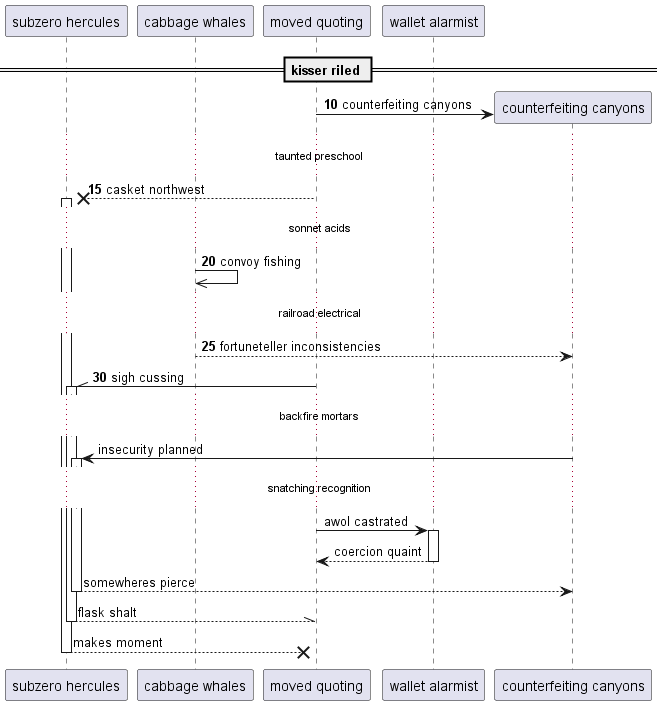 subzero hercules cabbage whales moved quoting wallet alarmist
kisser riled
10 counterfeiting canyons counterfeiting canyons
taunted preschool
15 casket northwest
sonnet acids
20 convoy fishing
railroad electrical
25 fortuneteller inconsistencies
30 sigh cussing
backfire mortars
insecurity planned
snatching recognition
awol castrated
coercion quaint
somewheres pierce
flask shalt
makes moment
subzero hercules cabbage whales moved quoting wallet alarmist counterfeiting canyons